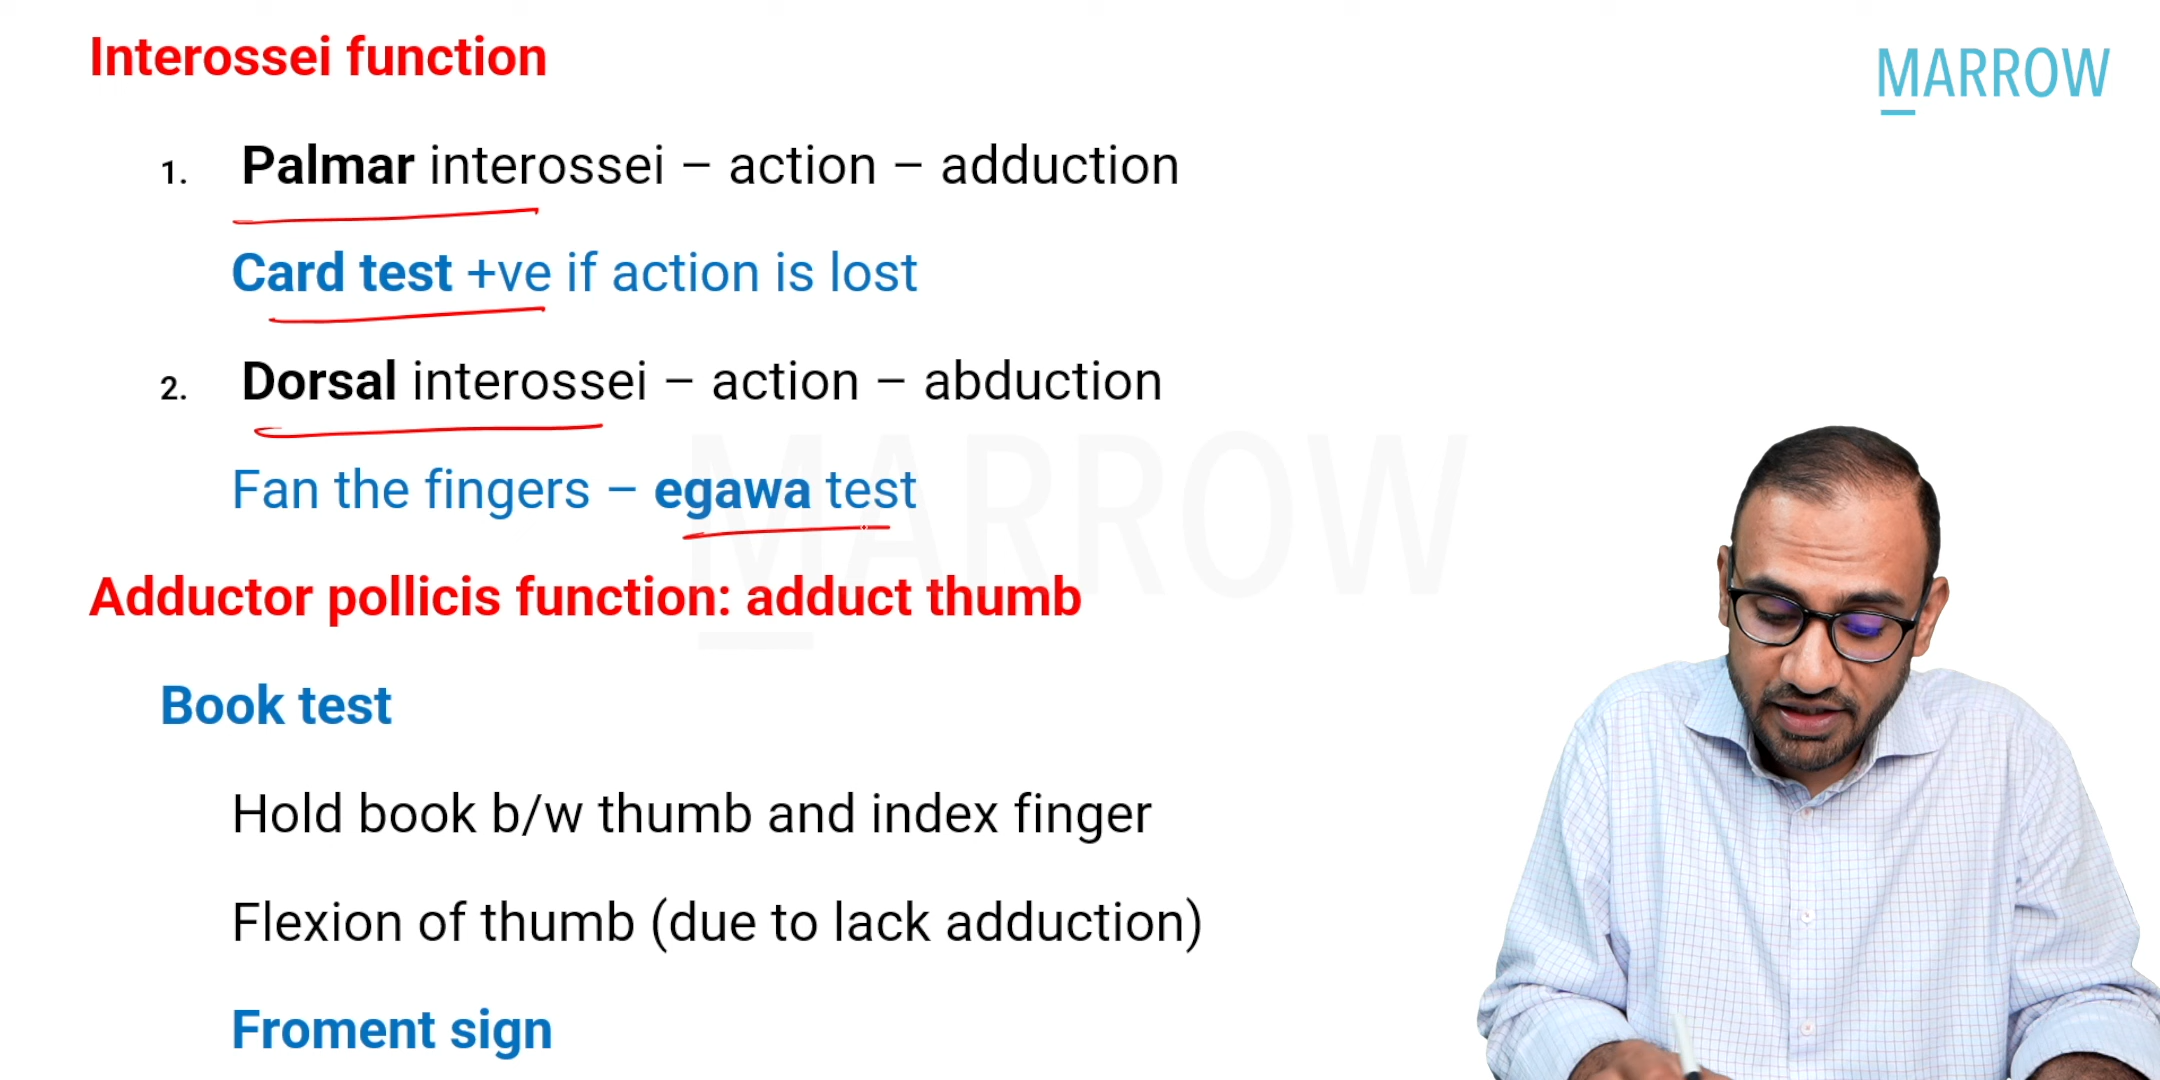 Interossei function
MARROW
1. Palmar interossei – action – adduction
Card test +ve if action is lost
2. Dorsal interossei – action – abduction
Fan the fingers – egawa test
MARROW
Adductor pollicis function: adduct thumb
Book test
Hold book b/w thumb and index finger
Flexion of thumb (due to lack adduction)
Froment sign